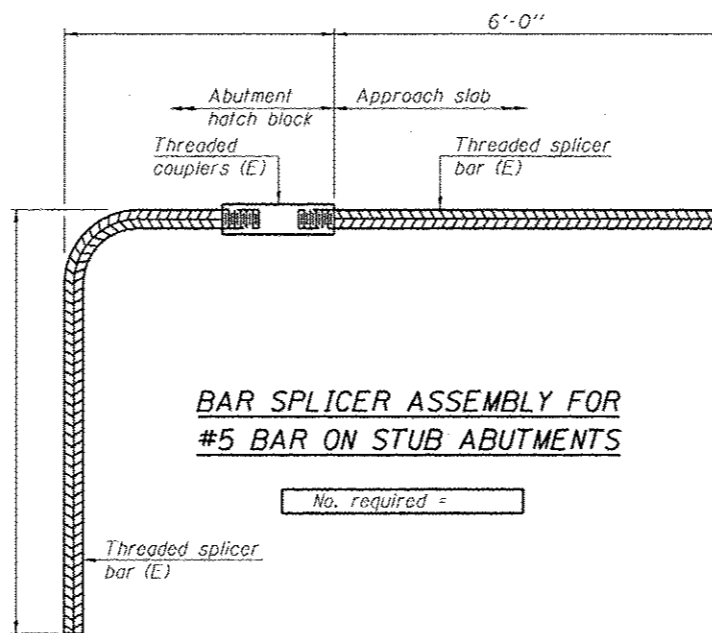 6'-0"
Abutment
hatch block
Approach slab
Threaded
couplers (E)
Threaded splicer
bar (E)
BAR SPLICER ASSEMBLY FOR
#5 BAR ON STUB ABUTMENTS
No. required =
Threaded splicer
bar (E)